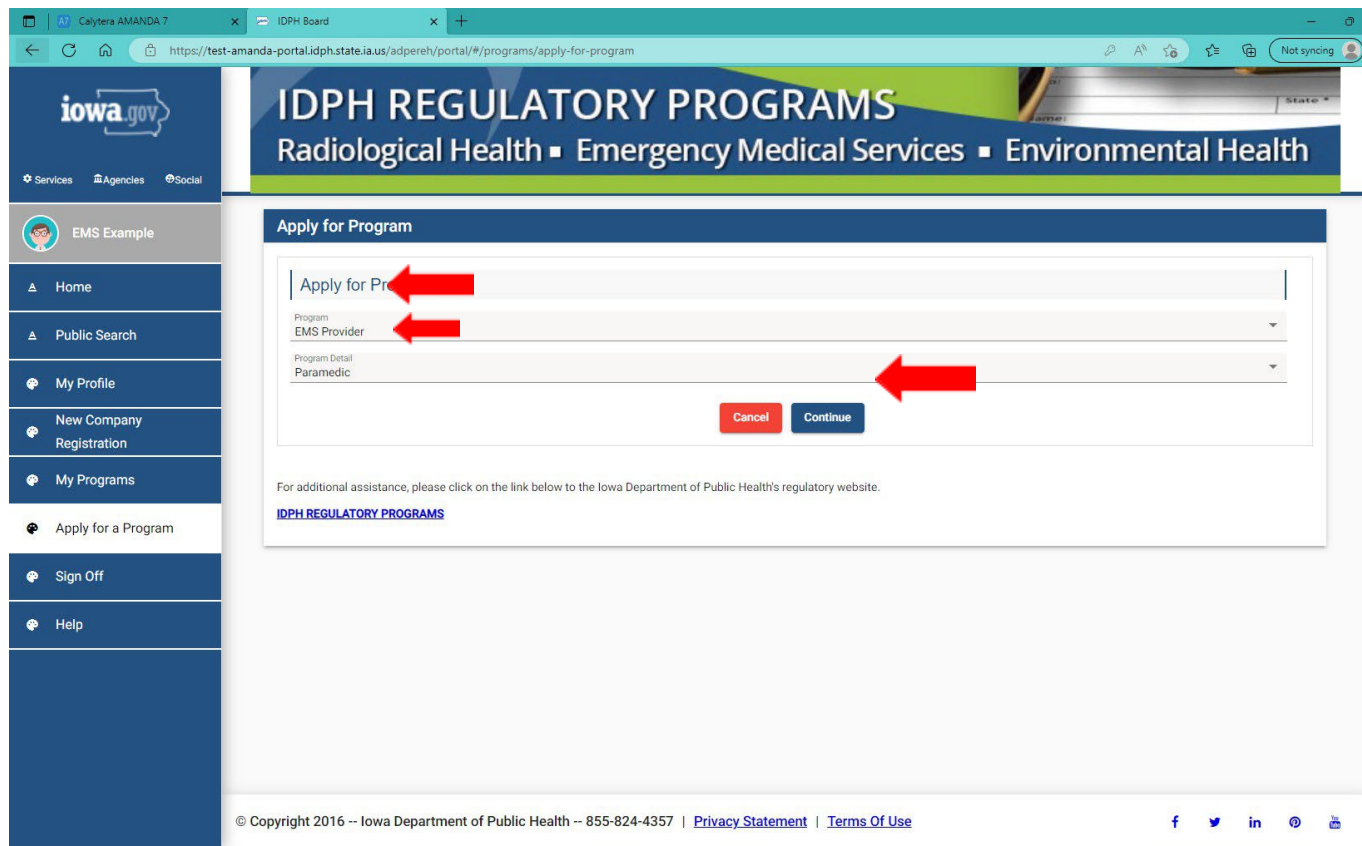 A7 Calytera AMANDA 7
IDPH Board
https://test-amanda-portal.idph.state.ia.us/adpereh/portal/#/programs/apply-for-program
Not syncing
iowa.gov
Services Agencies Social
IDPH REGULATORY PROGRAMS
Radiological Health ▪ Emergency Medical Services ▪ Environmental Health
State *
EMS Example
Home
Public Search
My Profile
New Company
Registration
My Programs
Apply for a Program
Sign Off
Help
Apply for Program
Apply for Pr
Program
EMS Provider
Program Detail
Paramedic
Cancel Continue
For additional assistance, please click on the link below to the Iowa Department of Public Health's regulatory website.
IDPH REGULATORY PROGRAMS
© Copyright 2016 -- Iowa Department of Public Health -- 855-824-4357 | Privacy Statement | Terms Of Use